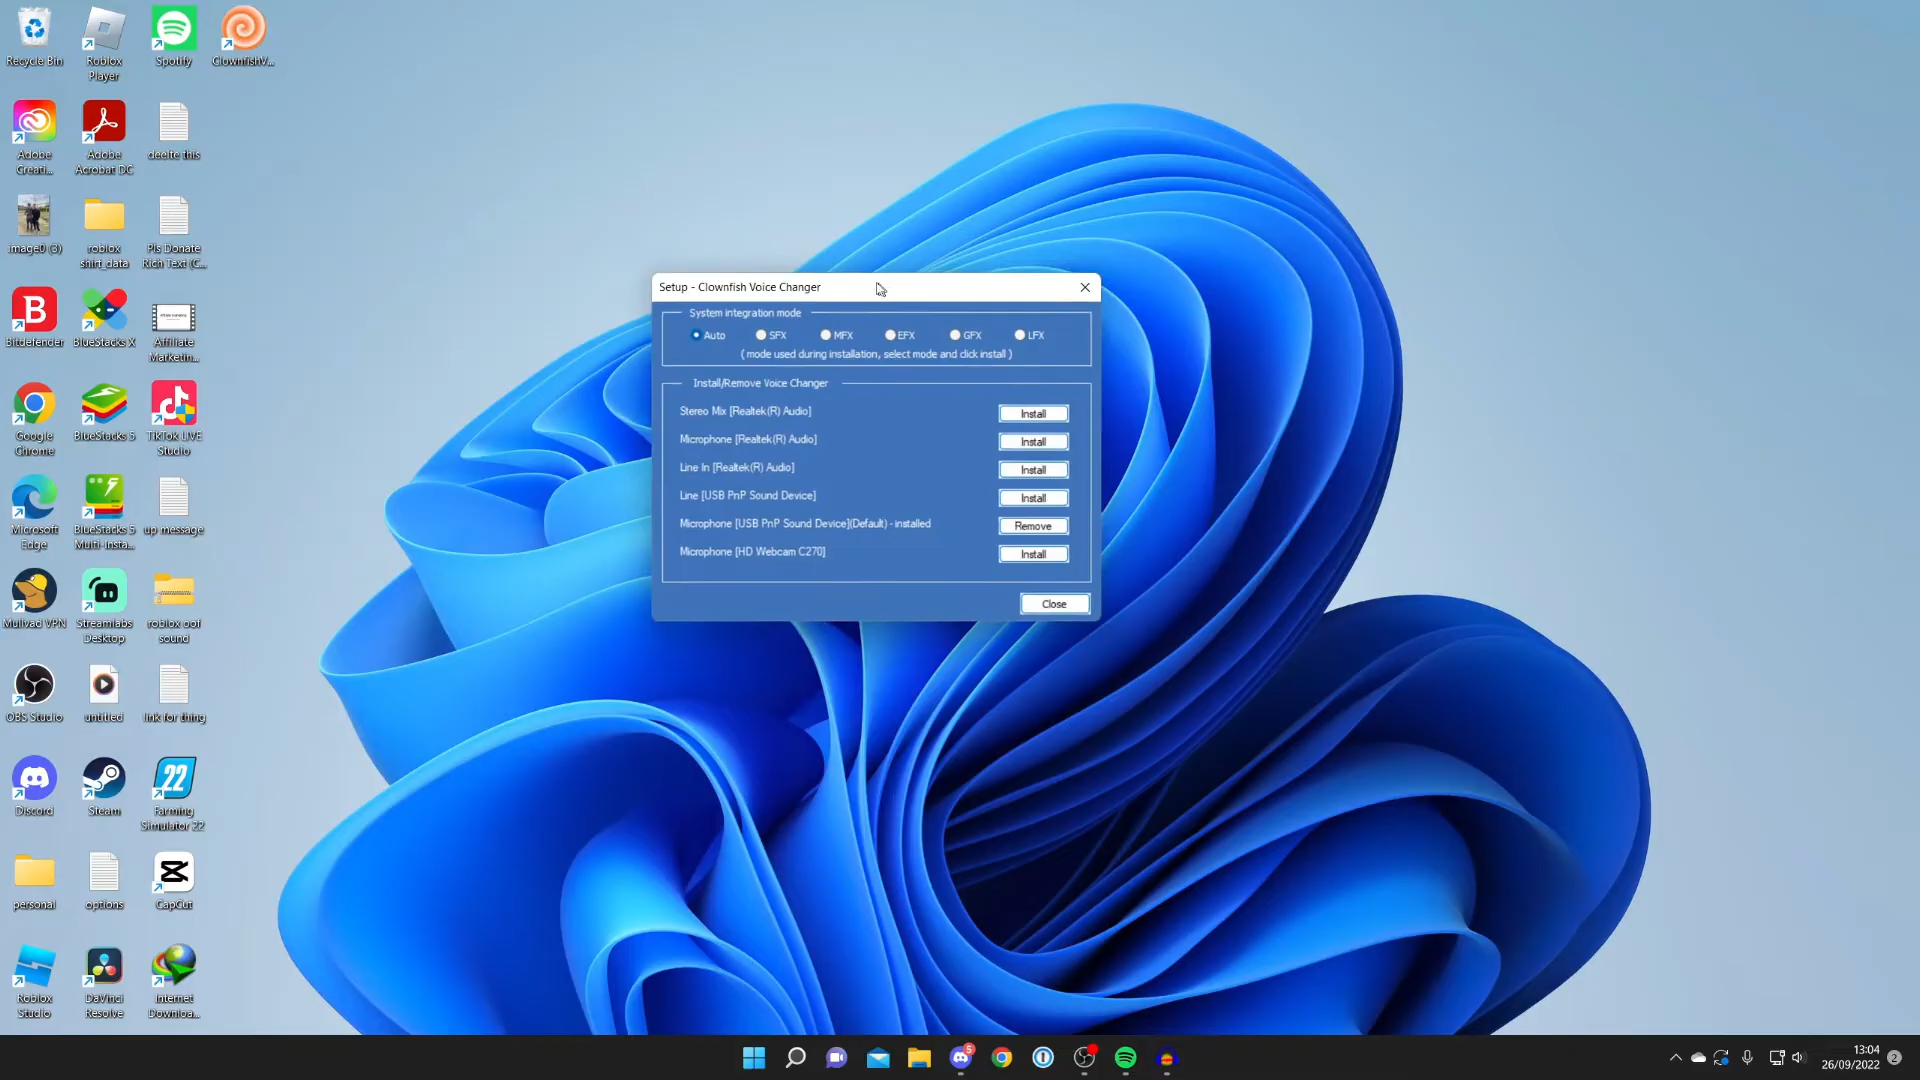 Recycle Bin
Roblox
Player
Spotify
ClownfishV...
Adobe
Creati...
Adobe
Acrobat DC
deelte this
image0 (3)
roblox
shirt_data
Pls Donate
Rich Text (C...
Bitdefender
BlueStacks X
Affiliate
Marketin...
Google
Chrome
BlueStacks 5
TikTok LIVE
Studio
Microsoft
Edge
BlueStacks 5
Multi-Insta...
up message
Mullvad VPN
Streamlabs
Desktop
roblox oof
sound
OBS Studio
untitled
link for thing
Discord
Steam
22
Farming
Simulator 22
personal
options
CapCut
Roblox
Studio
DaVinci
Resolve
Internet
Downloa...
Setup - Clownfish Voice Changer
System integration mode
Auto SFX MFX EFX GFX LFX
( mode used during installation, select mode and click install )
Install/Remove Voice Changer
Stereo Mix [Realtek(R) Audio] Install
Microphone [Realtek(R) Audio] Install
Line In [Realtek(R) Audio] Install
Line [USB PnP Sound Device] Install
Microphone [USB PnP Sound Device](Default) - installed Remove
Microphone [HD Webcam C270] Install
Close
5
13:04
26/09/2022
2